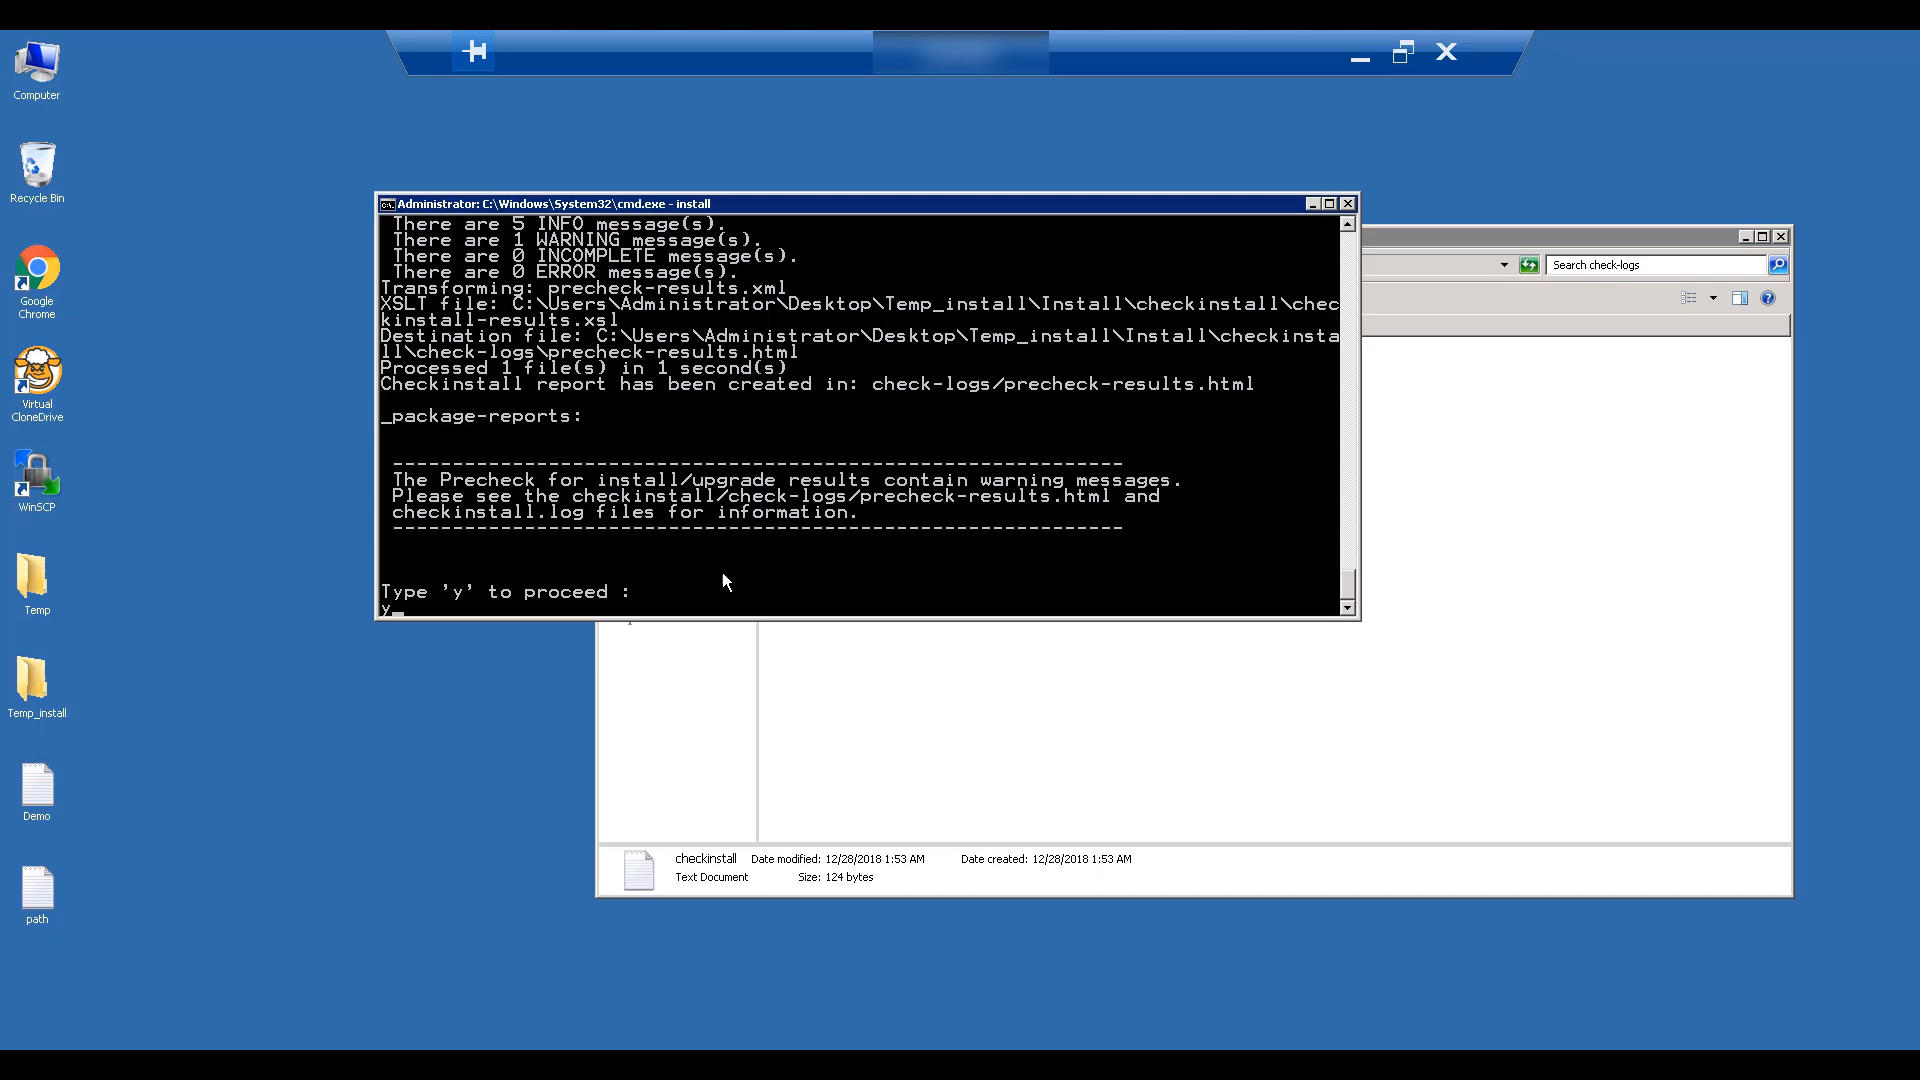 Computer
Recycle Bin
Google
Chrome
Virtual
CloneDrive
WinSCP
Temp
Temp_install
Demo
path
Administrator: C:\Windows\System32\cmd.exe - install
There are 5 INFO message(s).
There are 1 WARNING message(s).
There are 0 INCOMPLETE message(s).
There are 0 ERROR message(s).
Transforming: precheck-results.xml
XSLT file: C:\Users\Administrator\Desktop\Temp_install\Install\checkinstall\chec
kinstall-results.xsl
Destination file: C:\Users\Administrator\Desktop\Temp_install\Install\checkinsta
ll\check-logs\precheck-results.html
Processed 1 file(s) in 1 second(s)
Checkinstall report has been created in: check-logs/precheck-results.html
_package-reports:
-------------------------------------------------------------
The Precheck for install/upgrade results contain warning messages.
Please see the checkinstall/check-logs/precheck-results.html and
checkinstall.log files for information.
-------------------------------------------------------------
Type 'y' to proceed :
y_
Search check-logs
checkinstall Date modified: 12/28/2018 1:53 AM Date created: 12/28/2018 1:53 AM
Text Document Size: 124 bytes